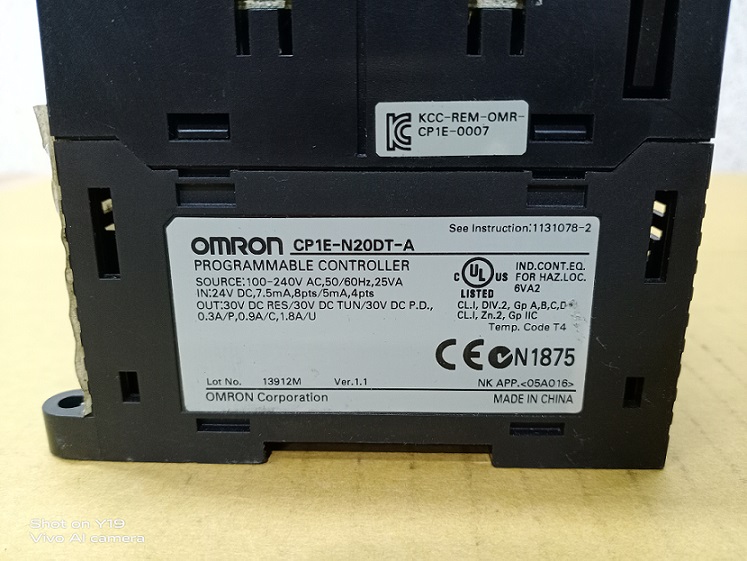 KCC-REM-OMR-
CP1E-0007
OMRON CP1E-N20DT-A
See Instruction:1131078-2
PROGRAMMABLE CONTROLLER
SOURCE:100-240V AC,50/60Hz,25VA
IN:24V DC,7.5mA,8pts/5mA,4pts
OUT:30V DC RES/30V DC TUN/30V DC P.D.,
0.3A/P,0.9A/C,1.8A/U
c UL US
LISTED
IND.CONT.EQ.
FOR HAZ.LOC.
6VA2
CL.I, DIV.2, Gp A,B,C,D
CL.I, Zn.2, Gp IIC
Temp. Code T4
CE N1875
Lot No. 13912M Ver.1.1
NK APP.<05A016>
OMRON Corporation
MADE IN CHINA
Shot on Y19
Vivo AI camera